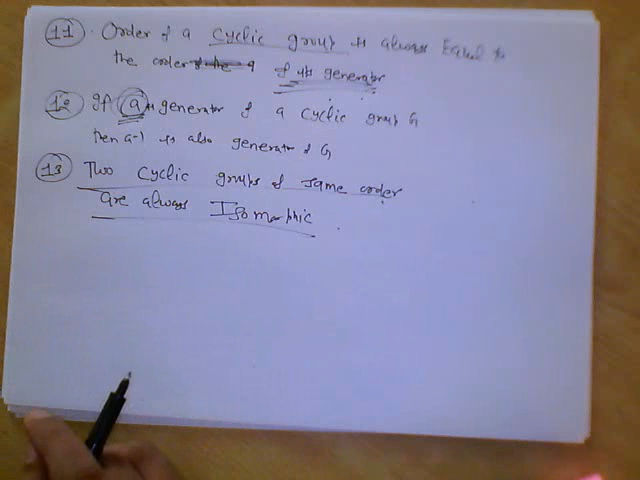 11. Order of a cyclic group is always Equal to
the order of its generator
12 If a is generator of a cyclic group G
then a-1 is also generator of G
13 Two cyclic groups of same order
are always Isomorphic.